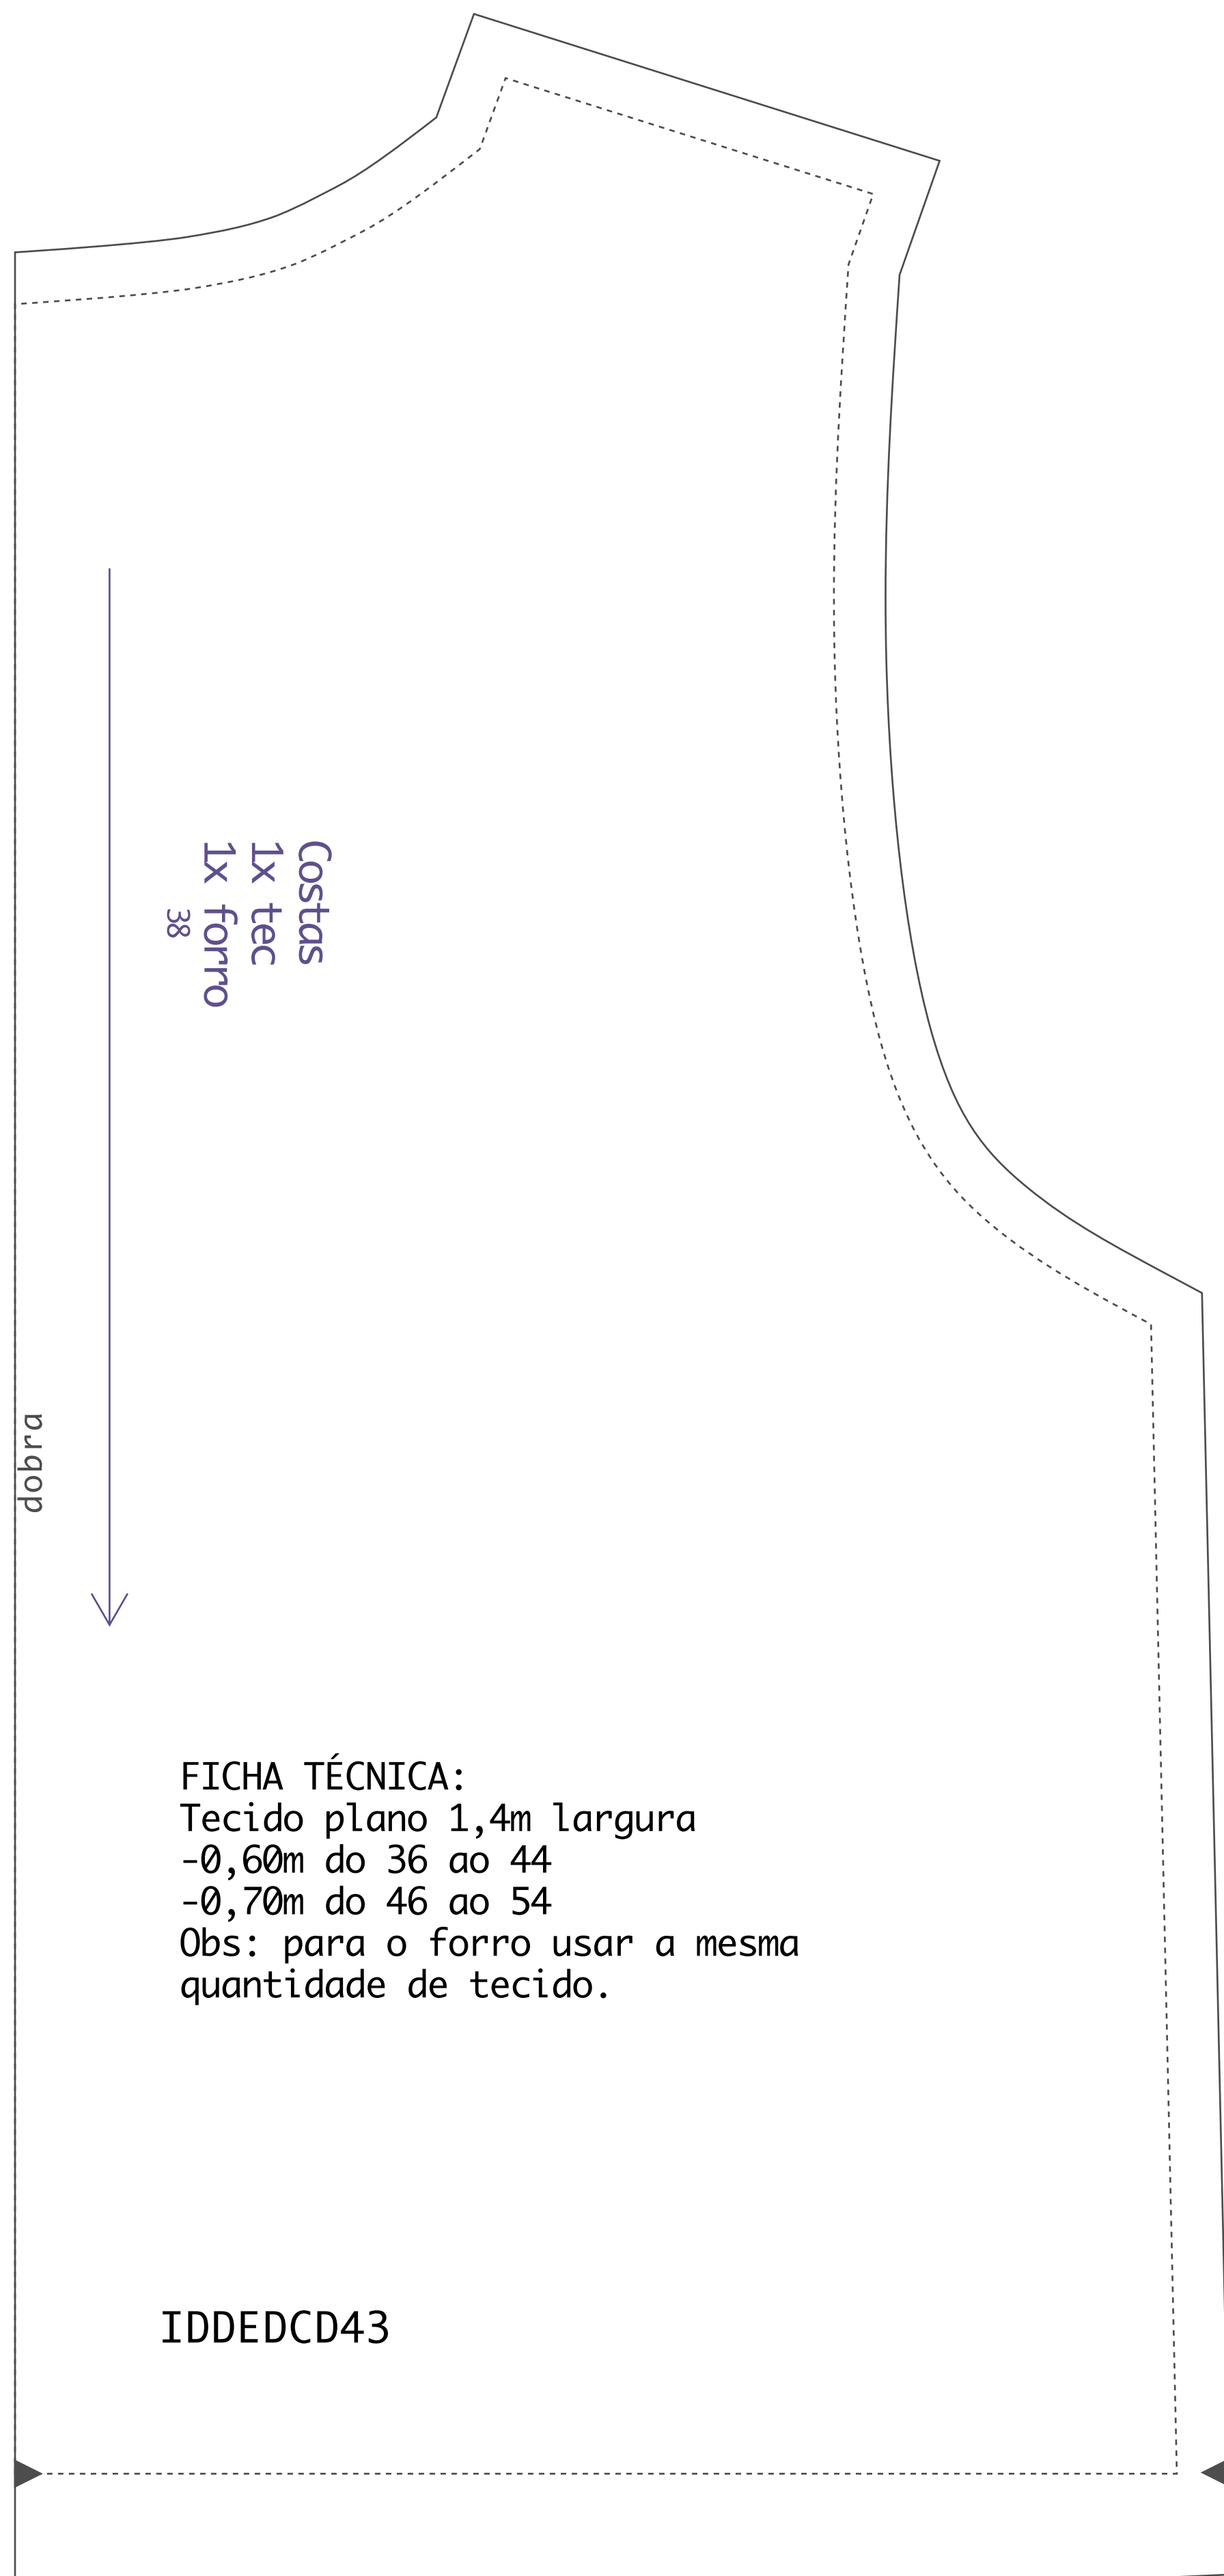 Costas
1x tec
1x forro
38
dobra
FICHA TÉCNICA:
Tecido plano 1,4m largura
-0,60m do 36 ao 44
-0,70m do 46 ao 54
Obs: para o forro usar a mesma
quantidade de tecido.
IDDEDCD43